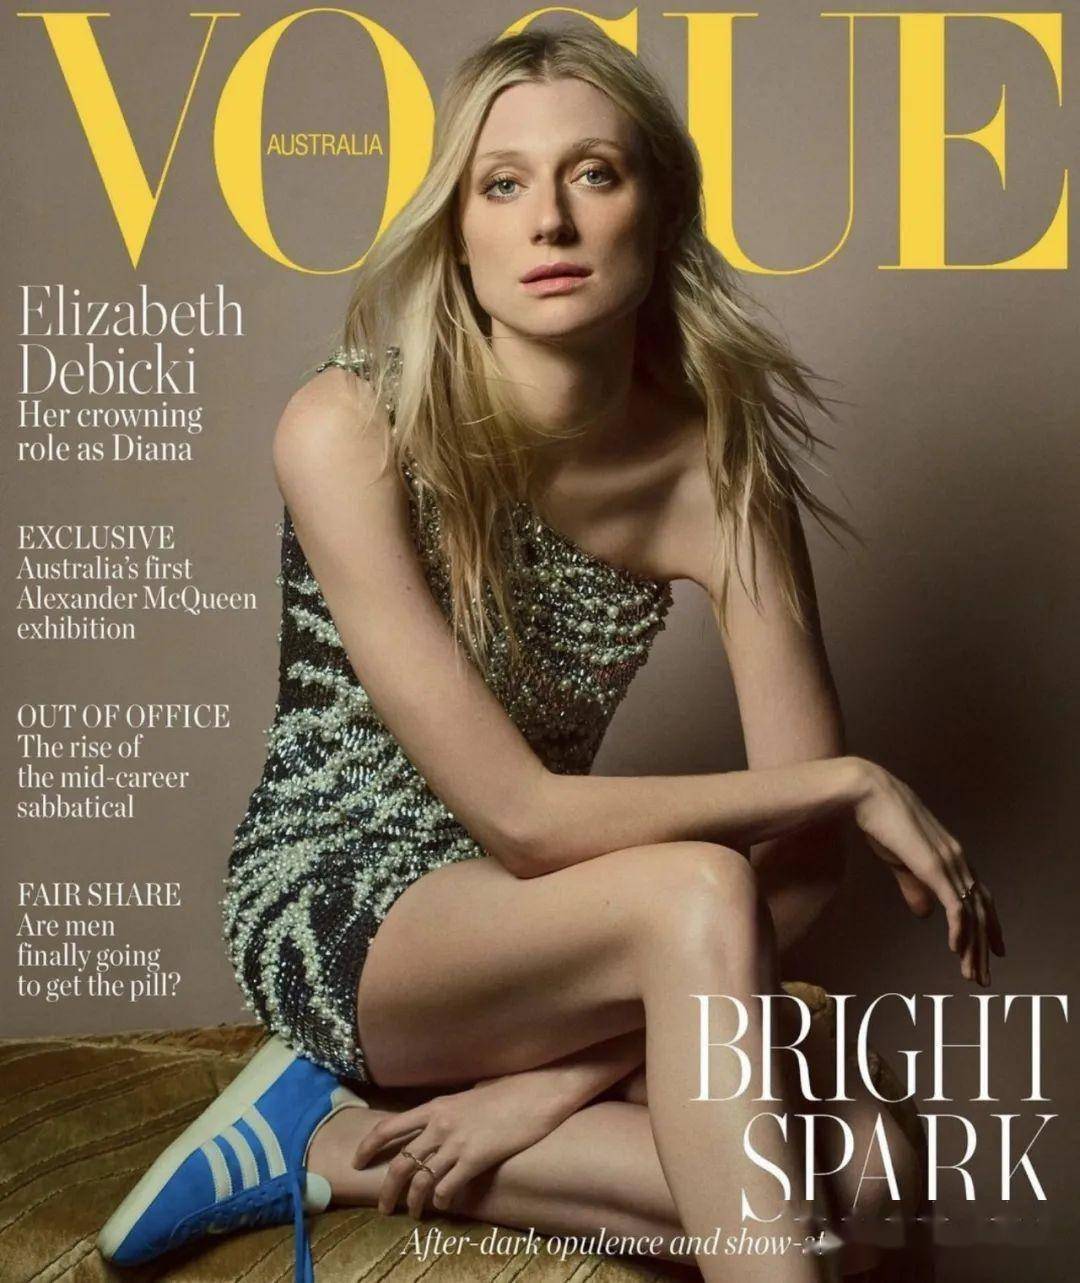 VOGUE
AUSTRALIA
Elizabeth
Debicki
Her crowning
role as Diana
EXCLUSIVE
Australia's first
Alexander McQueen
exhibition
OUT OF OFFICE
The rise of
the mid-career
sabbatical
FAIR SHARE
Are men
finally going
to get the pill?
BRIGHT
SPARK
After-dark opulence and